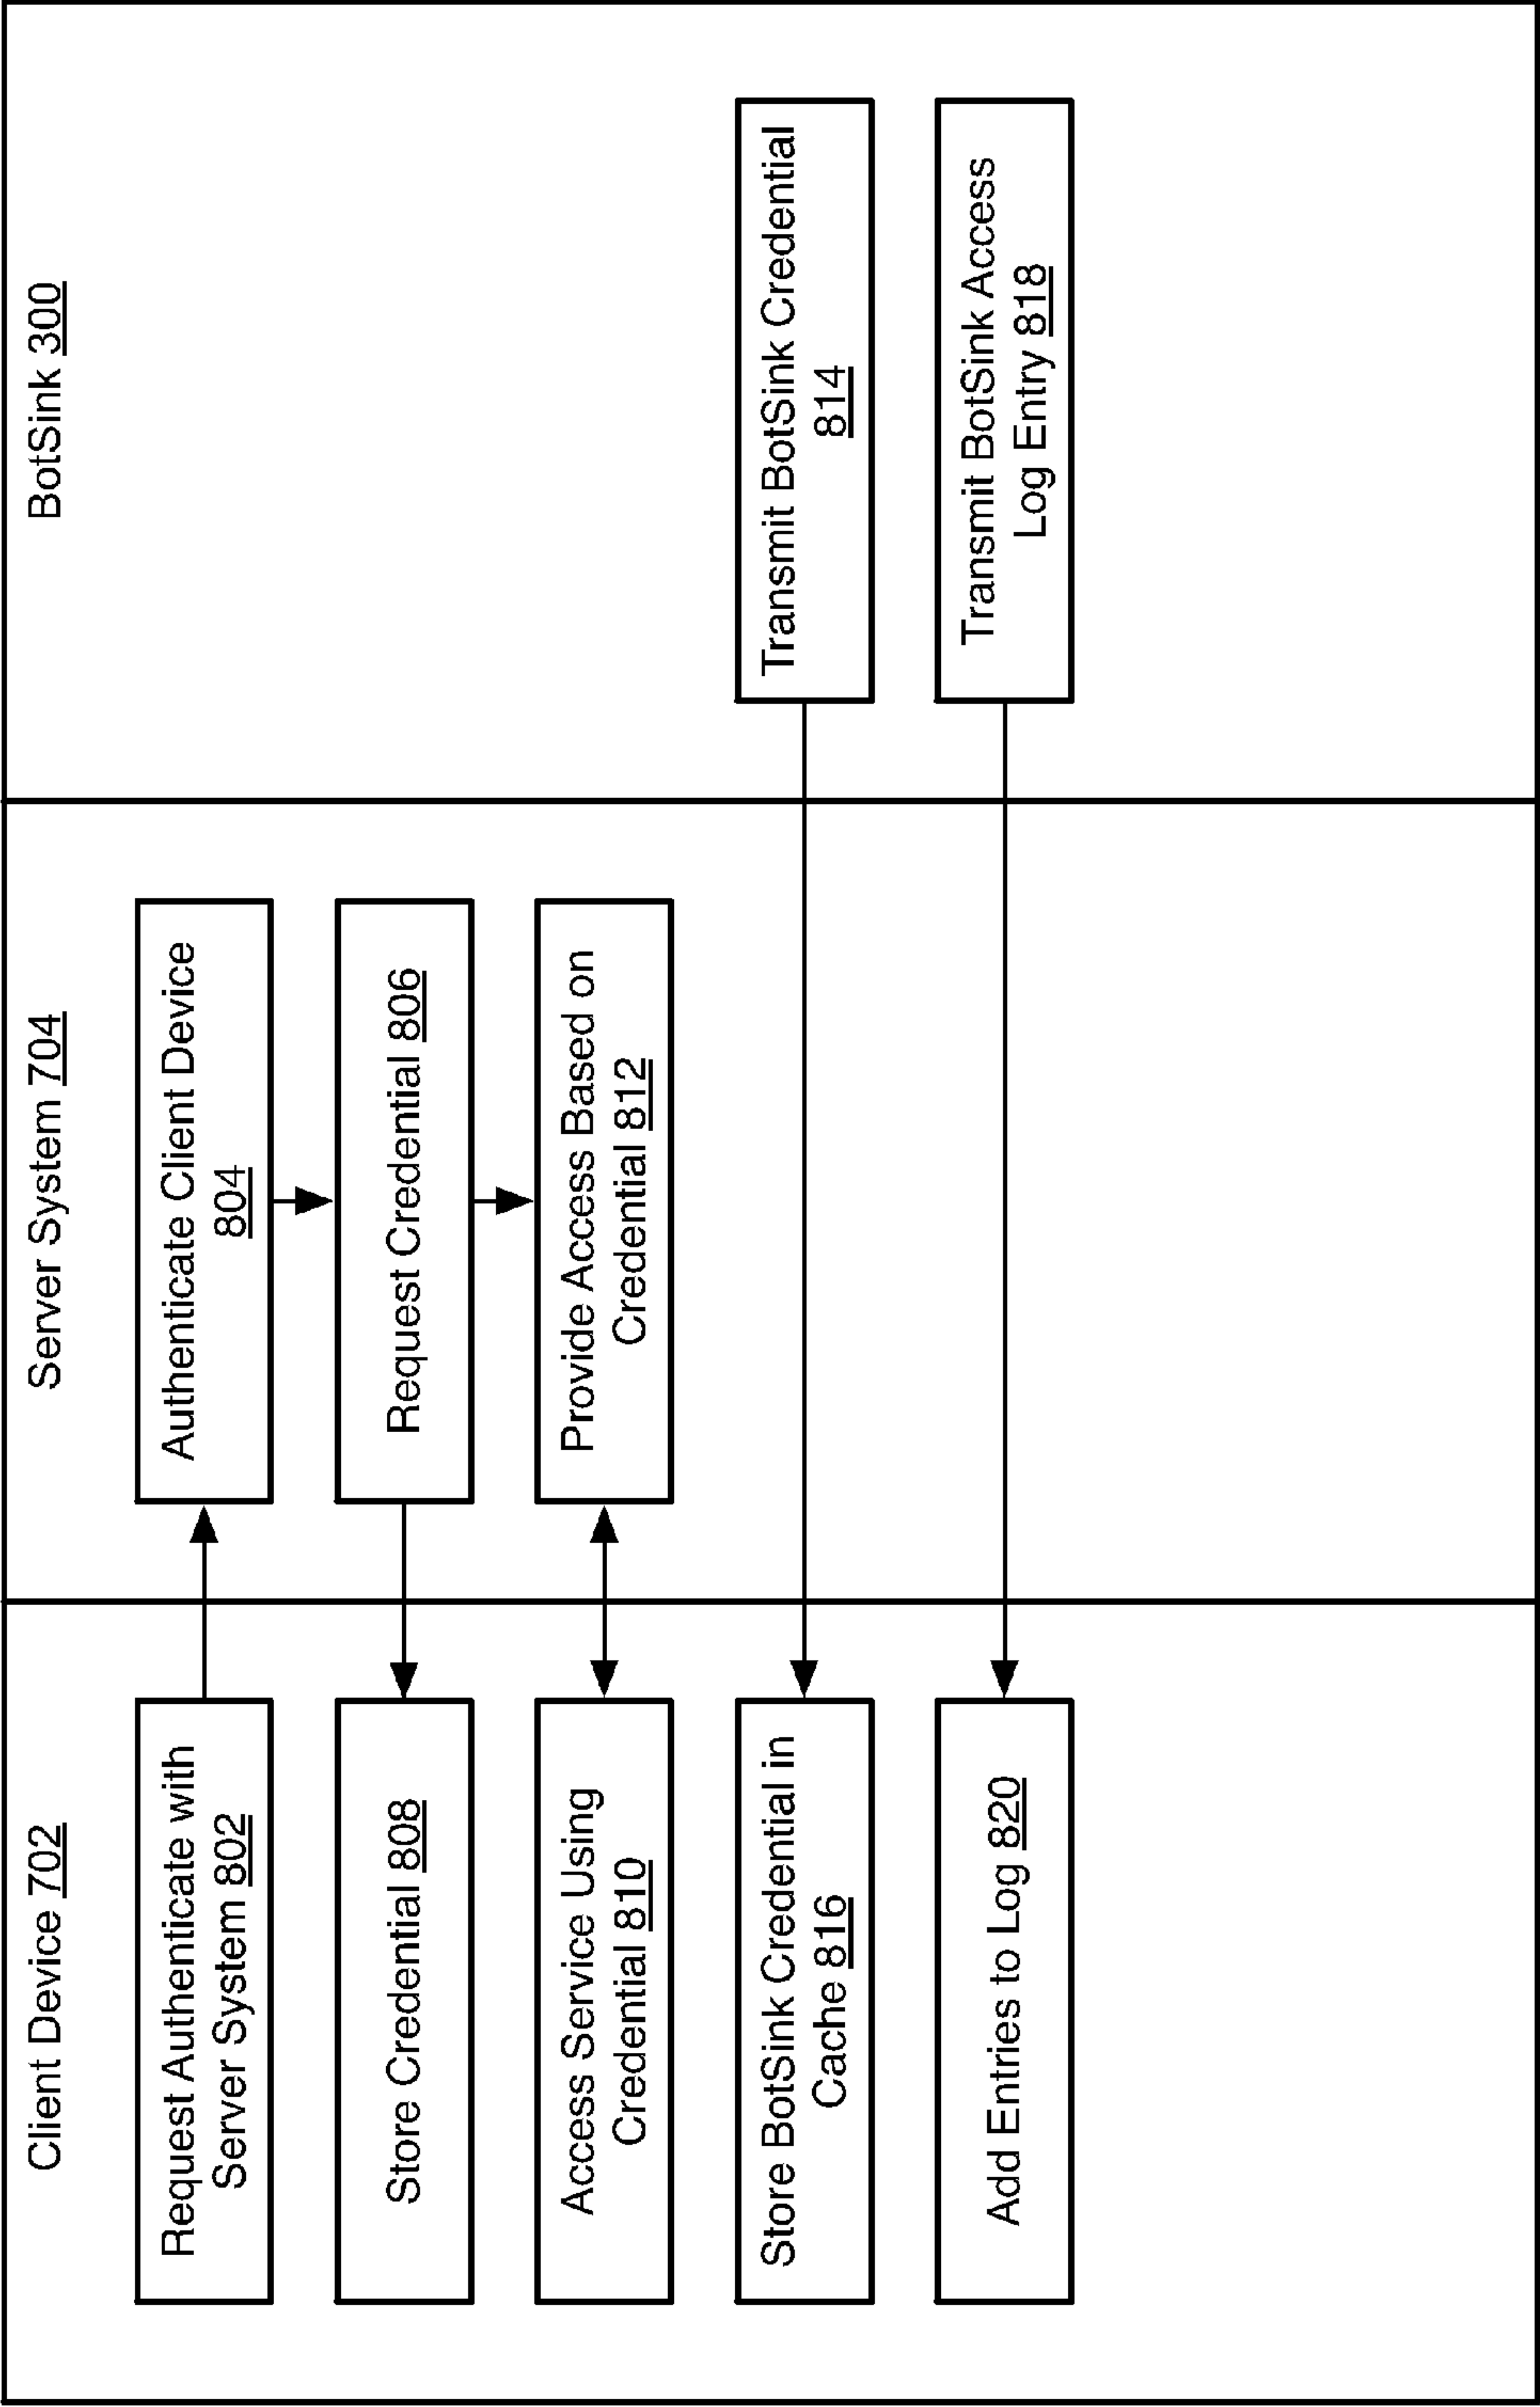 Client Device 702
Server System 704
BotSink 300
Request Authenticate with
Server System 802
Authenticate Client Device
804
Store Credential 808
Request Credential 806
Access Service Using
Credential 810
Provide Access Based on
Credential 812
Store BotSink Credential in
Cache 816
Transmit BotSink Credential
814
Add Entries to Log 820
Transmit BotSink Access
Log Entry 818